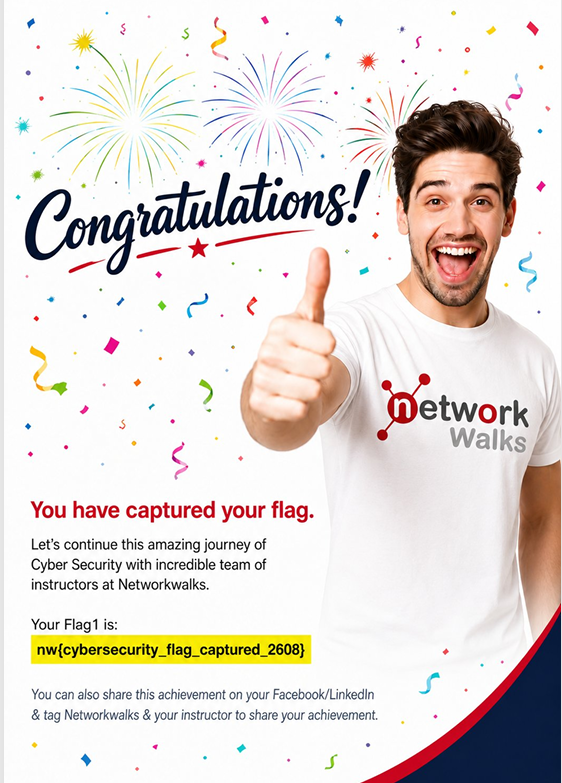 Congratulations!
network
Walks
You have captured your flag.
Let's continue this amazing journey of
Cyber Security with incredible team of
instructors at Networkwalks.
Your Flag1 is:
nw{cybersecurity_flag_captured_2608}
You can also share this achievement on your Facebook/LinkedIn
& tag Networkwalks & your instructor to share your achievement.